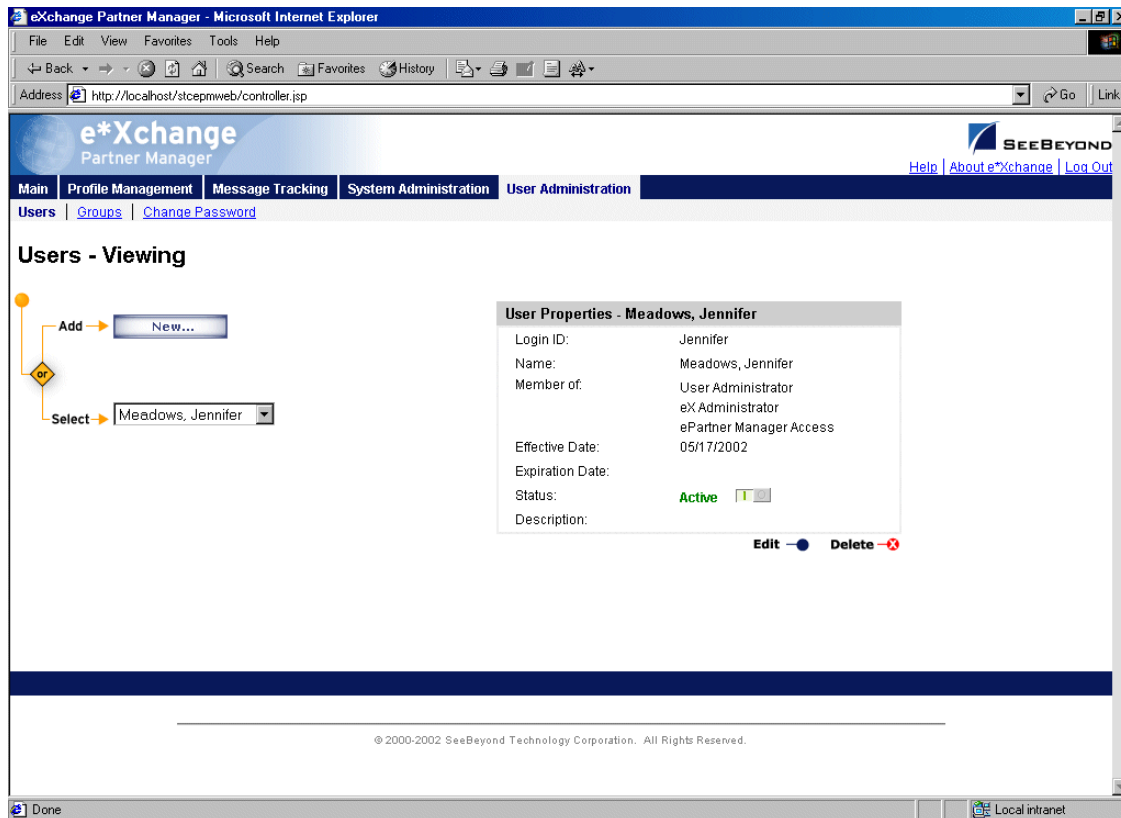 eXchange Partner Manager - Microsoft Internet Explorer
File Edit View Favorites Tools Help
Back Search Favorites History
Address http://localhost/stcepmweb/controller.jsp Go Link
e*Xchange
Partner Manager
SEEBEYOND
Help | About e*Xchange | Log Out
Main Profile Management Message Tracking System Administration User Administration
Users | Groups | Change Password
Users - Viewing
Add New...
or
Select Meadows, Jennifer
User Properties - Meadows, Jennifer
Login ID: Jennifer
Name: Meadows, Jennifer
Member of: User Administrator
eX Administrator
ePartner Manager Access
Effective Date: 05/17/2002
Expiration Date:
Status: Active
Description:
Edit Delete
© 2000-2002 SeeBeyond Technology Corporation. All Rights Reserved.
Done Local intranet